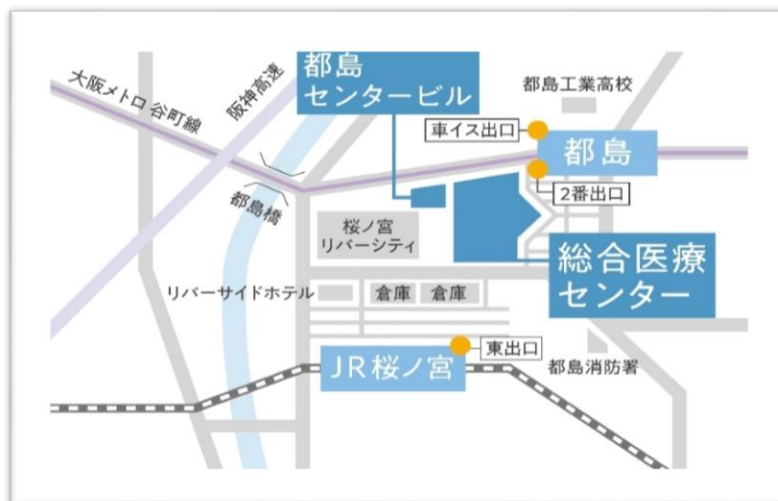 都島
センタービル
大阪メトロ 谷町線
阪神高速
都島工業高校
車イス出口
都島
2番出口
都島橋
桜ノ宮
リバーシティ
総合医療
センター
リバーサイドホテル
倉庫
倉庫
東出口
JR桜ノ宮
都島消防署